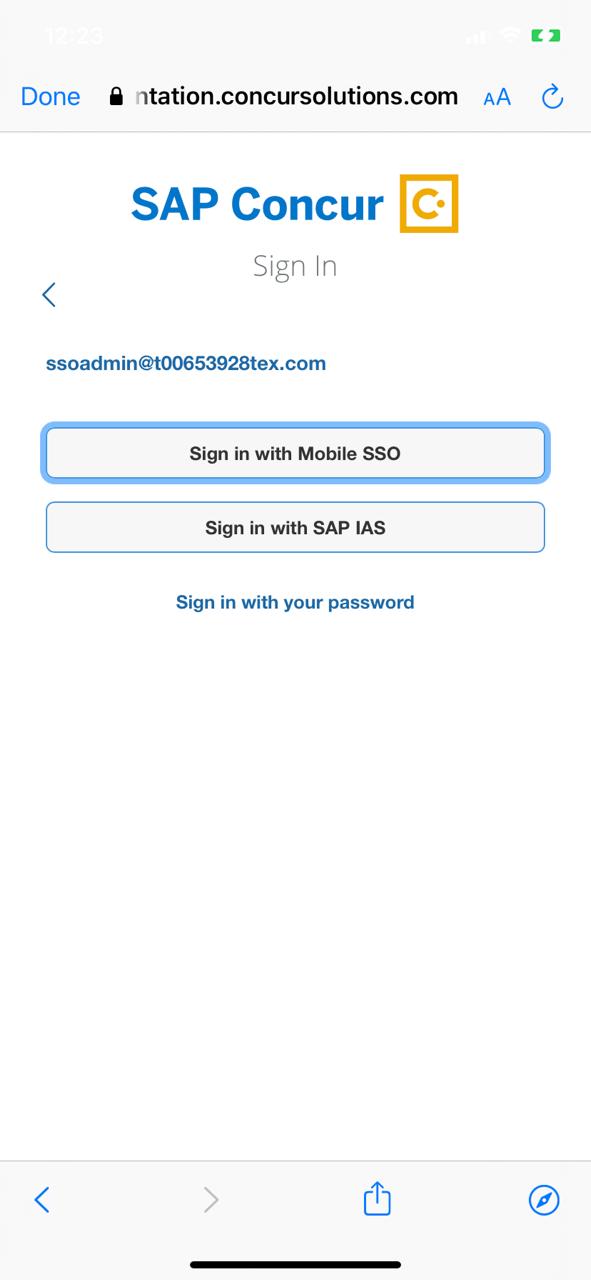 12:23
Done ntation.concursolutions.com AA
SAP Concur C
Sign In
ssoadmin@t00653928tex.com
Sign in with Mobile SSO
Sign in with SAP IAS
Sign in with your password